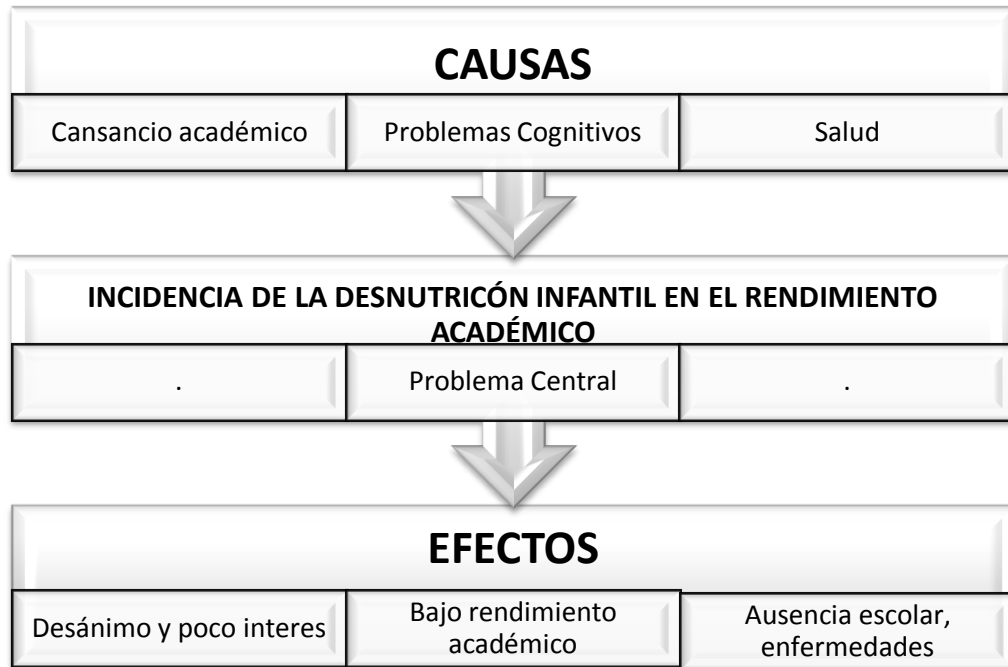 CAUSAS
Cansancio académico
Problemas Cognitivos
Salud
INCIDENCIA DE LA DESNUTRICÓN INFANTIL EN EL RENDIMIENTO
ACADÉMICO
.
Problema Central
.
EFECTOS
Desánimo y poco interes
Bajo rendimiento
académico
Ausencia escolar,
enfermedades